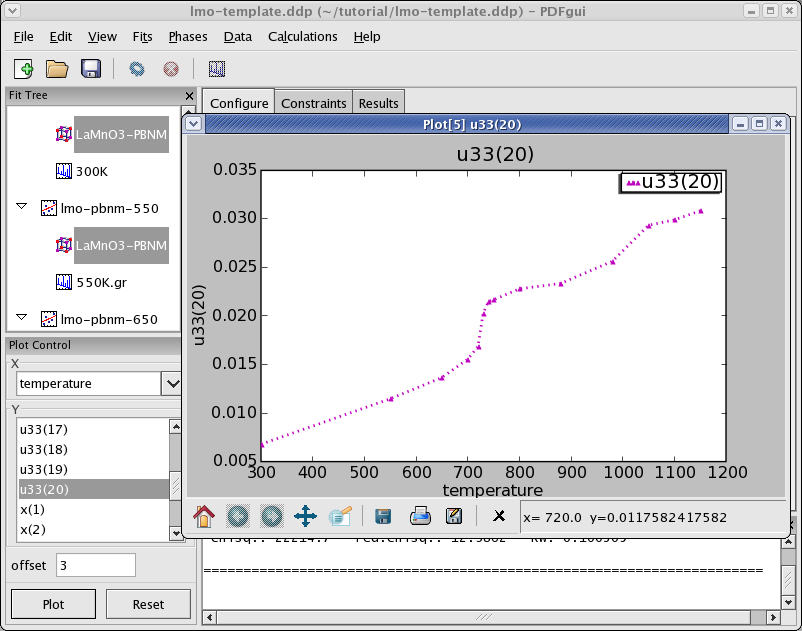 lmo-template.ddp (~/tutorial/lmo-template.ddp) - PDFgui
File Edit View Fits Phases Data Calculations Help
Fit Tree
LaMnO3-PBNM
300K
lmo-pbnm-550
LaMnO3-PBNM
550K.gr
lmo-pbnm-650
Plot Control
X
temperature
Y
u33(17)
u33(18)
u33(19)
u33(20)
x(1)
x(2)
offset 3
Plot Reset
Configure Constraints Results
Plot[5] u33(20)
u33(20)
u33(20)
0.035
0.030
0.025
0.020
0.015
0.010
0.005
u33(20)
300 400 500 600 700 800 900 1000 1100 1200
temperature
x= 720.0 y=0.0117582417582
======================================================================